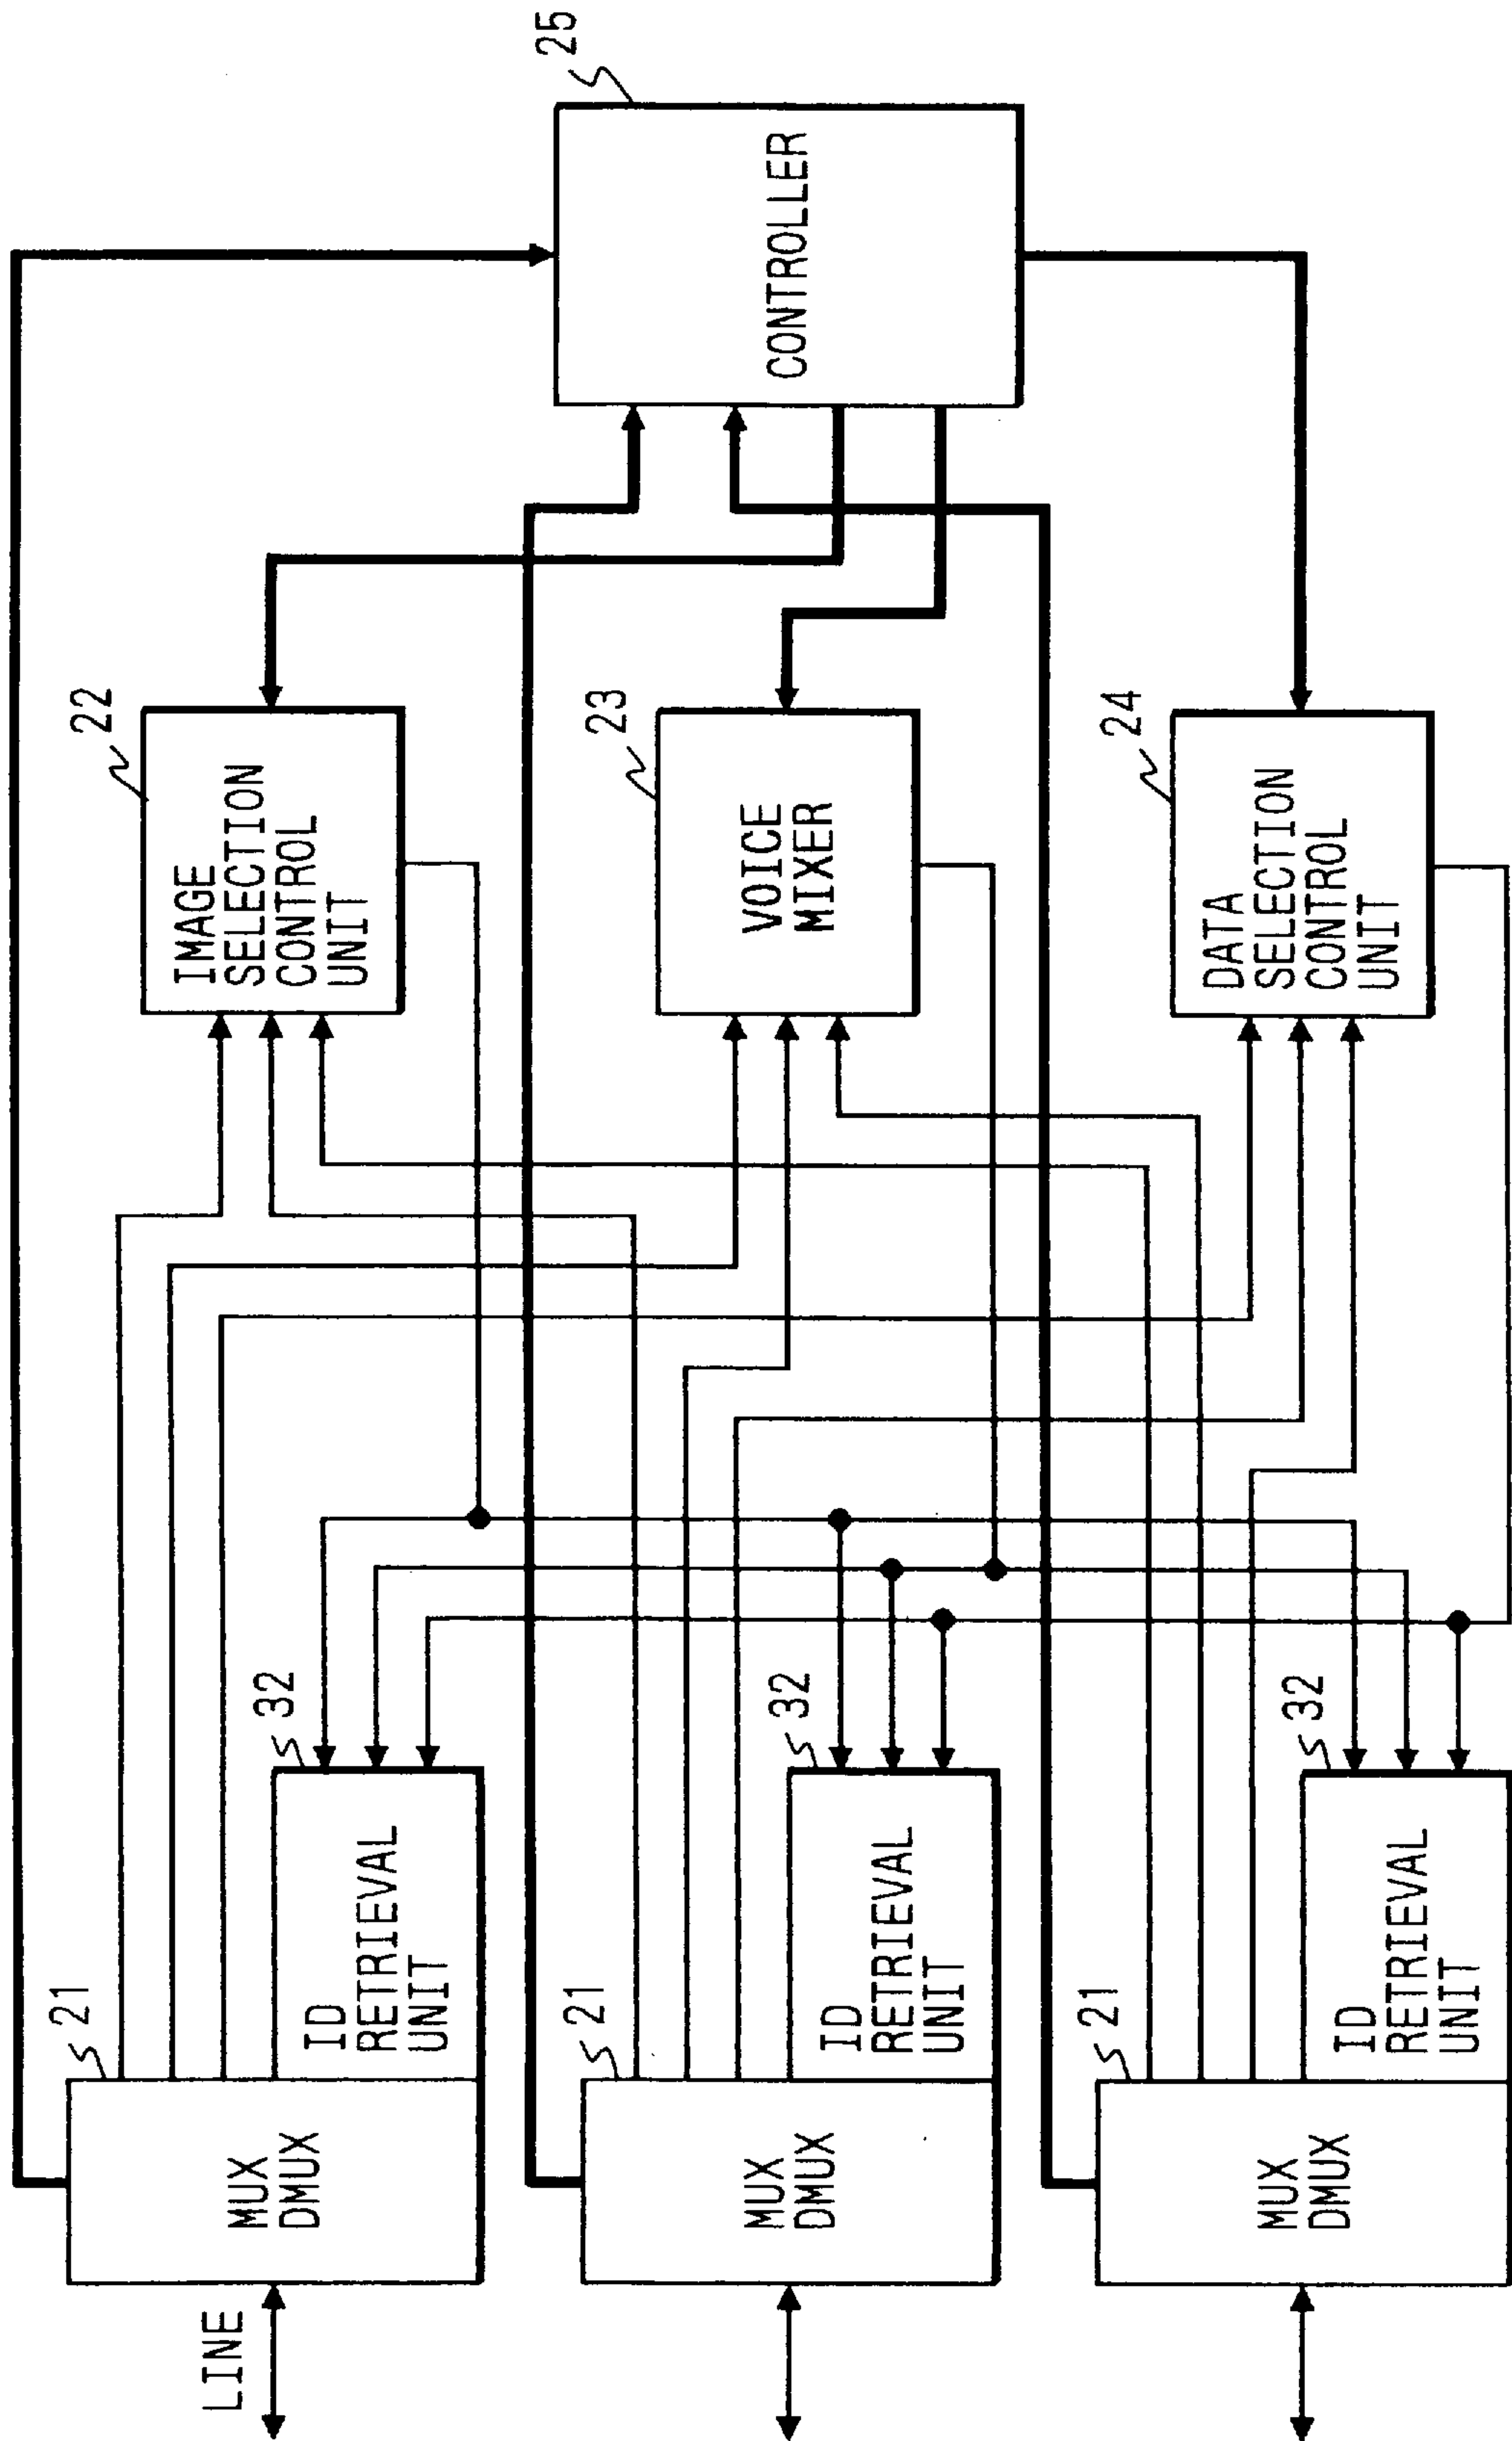 LINE
21
MUX
DMUX
32
ID
RETRIEVAL
UNIT
22
IMAGE
SELECTION
CONTROL
UNIT
25
CONTROLLER
21
MUX
DMUX
32
ID
RETRIEVAL
UNIT
23
VOICE
MIXER
21
MUX
DMUX
32
ID
RETRIEVAL
UNIT
24
DATA
SELECTION
CONTROL
UNIT